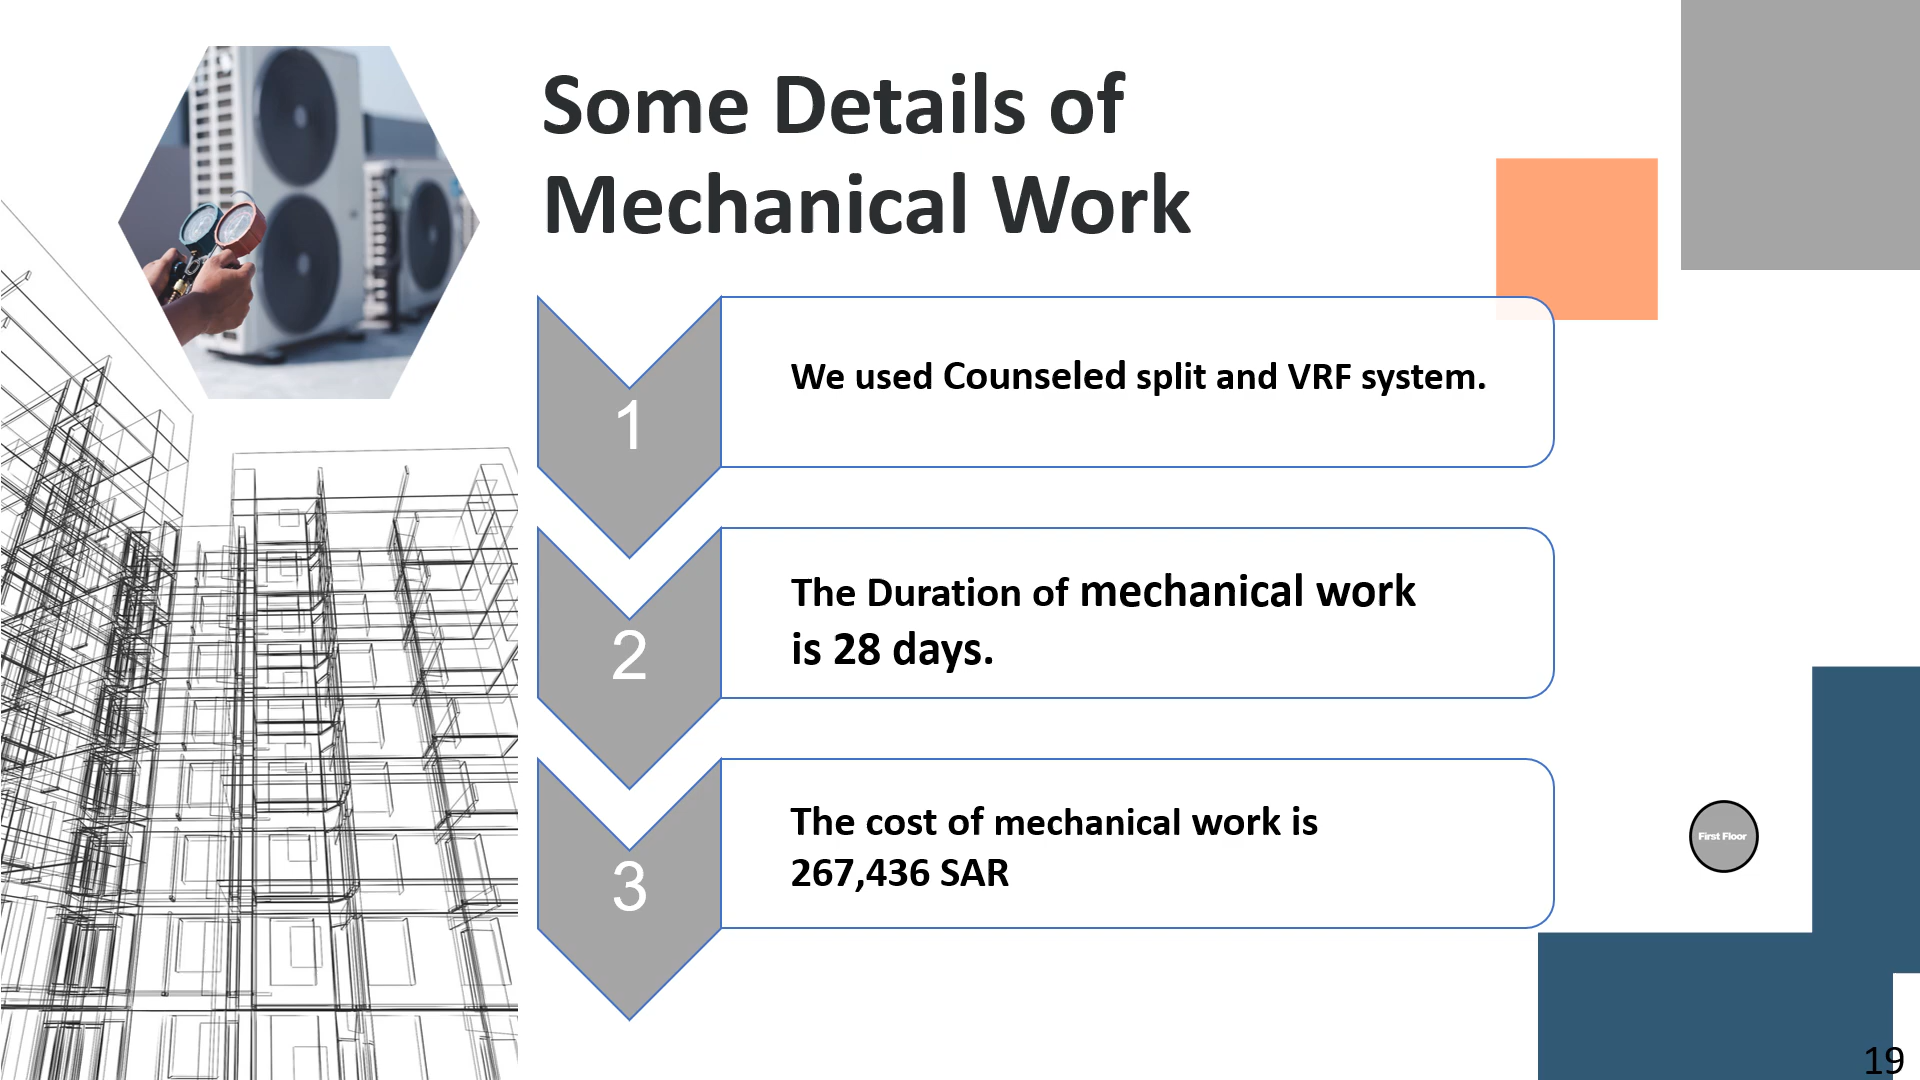 Some Details of
Mechanical Work
1
We used Counseled split and VRF system.
2
The Duration of mechanical work
is 28 days.
3
The cost of mechanical work is
267,436 SAR
First Floor
19